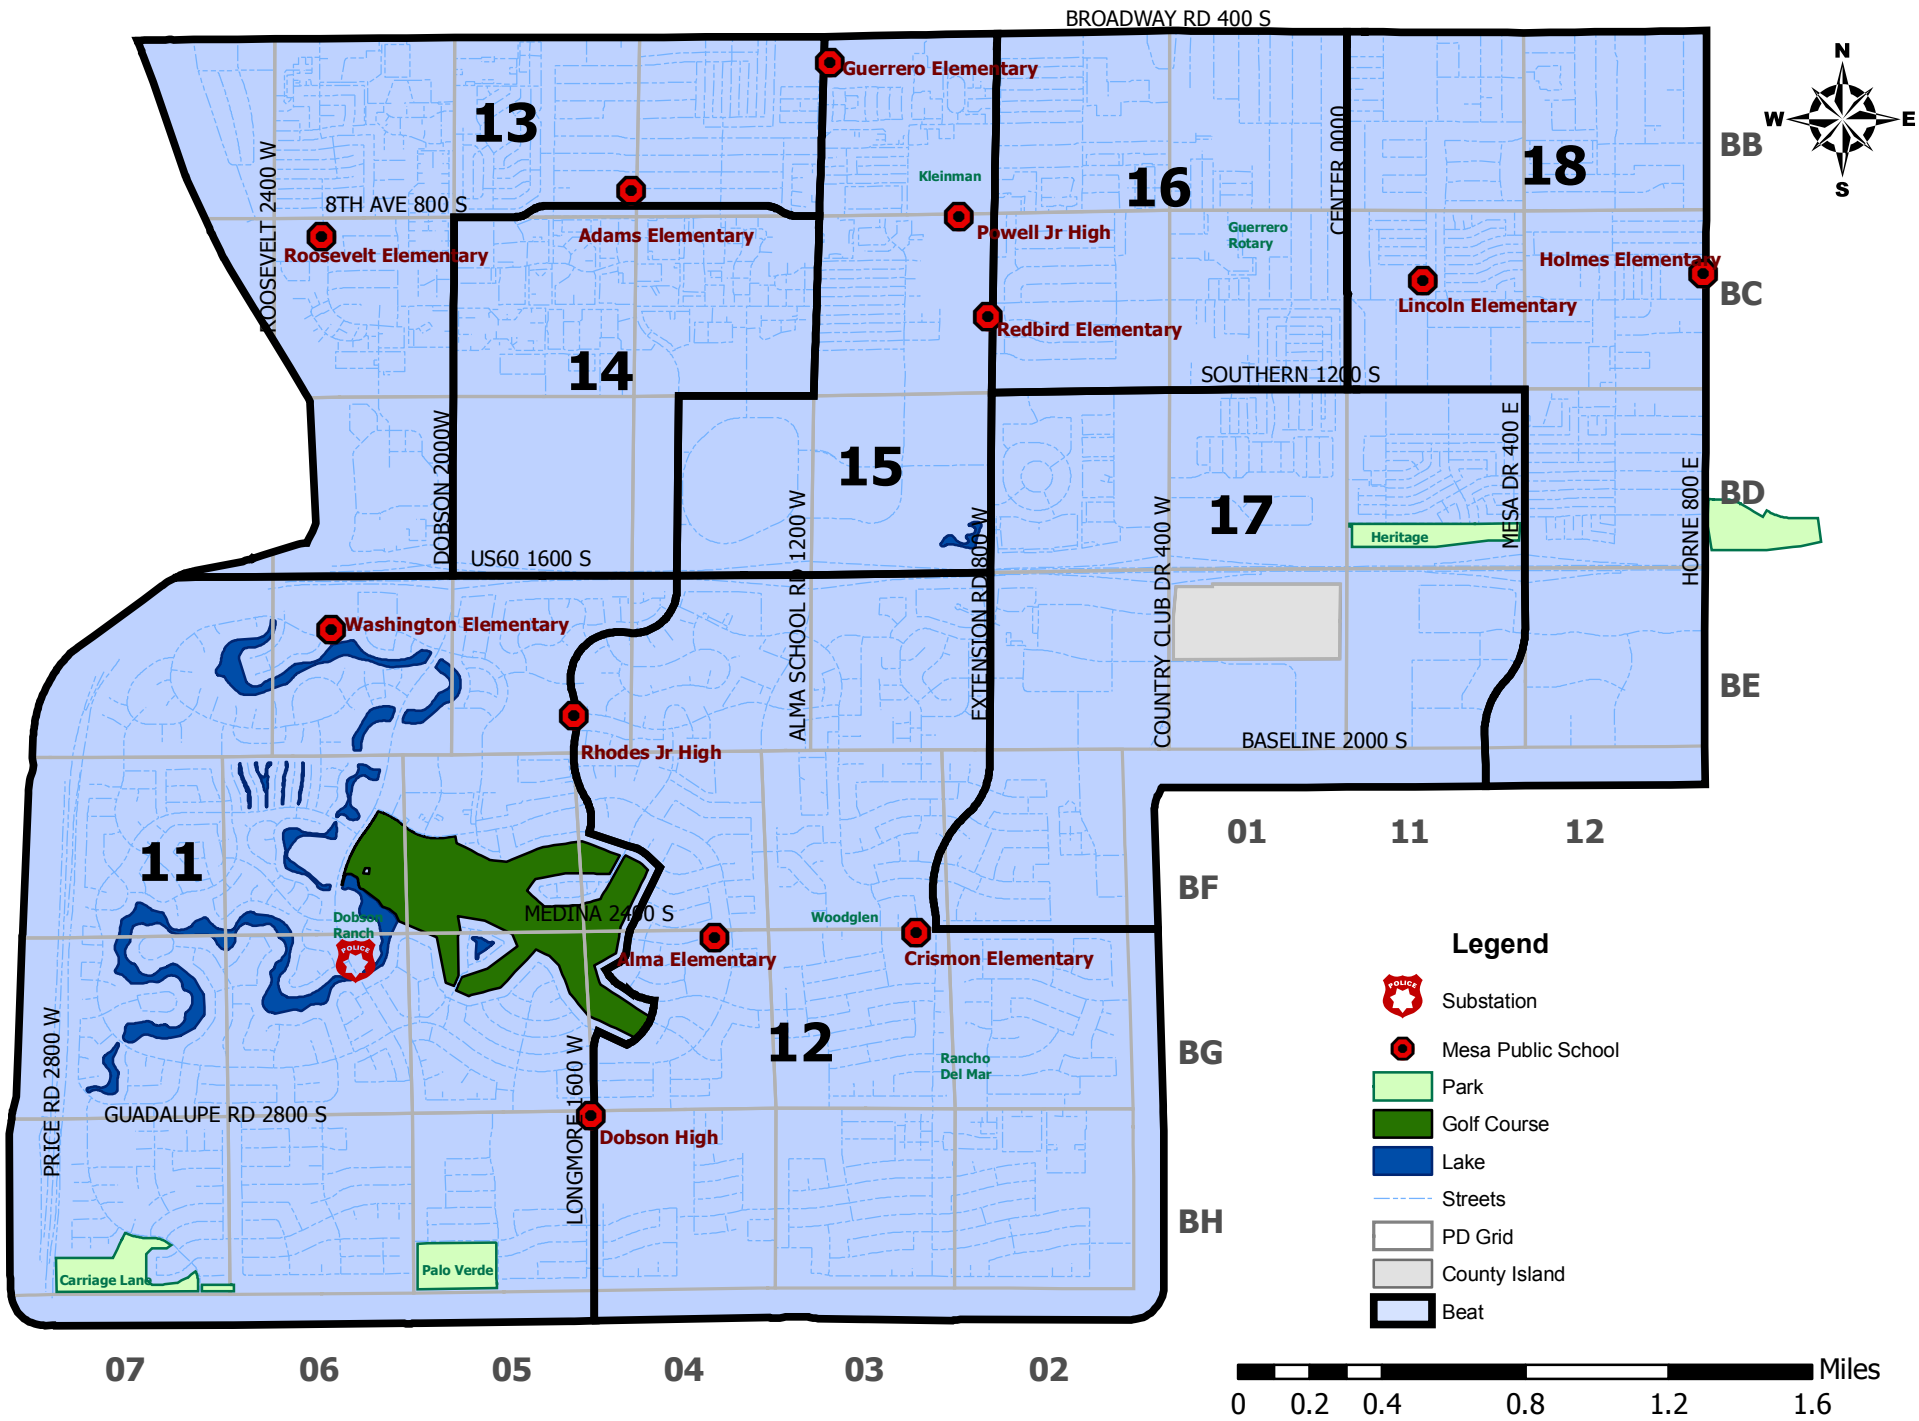 BROADWAY RD 400 S
N
W
E
S
Guerrero Elementary
13
CENTER 0000
BB
ROOSEVELT 2400 W
Kleinman
16
18
8TH AVE 800 S
Adams Elementary
Powell Jr High
Guerrero
Rotary
Roosevelt Elementary
Holmes Elementary
BC
Lincoln Elementary
Redbird Elementary
14
SOUTHERN 1200 S
DOBSON 2000W
15
MESA DR 400 E
HORNE 800 E
BD
17
ALMA SCHOOL RD 1200 W
EXTENSION RD 800 W
COUNTRY CLUB DR 400 W
Heritage
US60 1600 S
Washington Elementary
BE
Rhodes Jr High
BASELINE 2000 S
01
11
12
11
BF
MEDINA 2400 S
Dobson
Ranch
Woodglen
POLICE
Alma Elementary
Crismon Elementary
12
BG
Rancho
Del Mar
PRICE RD 2800 W
GUADALUPE RD 2800 S
LONGMORE 1600 W
Dobson High
BH
Carriage Lane
Palo Verde
07
06
05
04
03
02
Legend
POLICE
Substation
Mesa Public School
Park
Golf Course
Lake
Streets
PD Grid
County Island
Beat
Miles
0
0.2
0.4
0.8
1.2
1.6